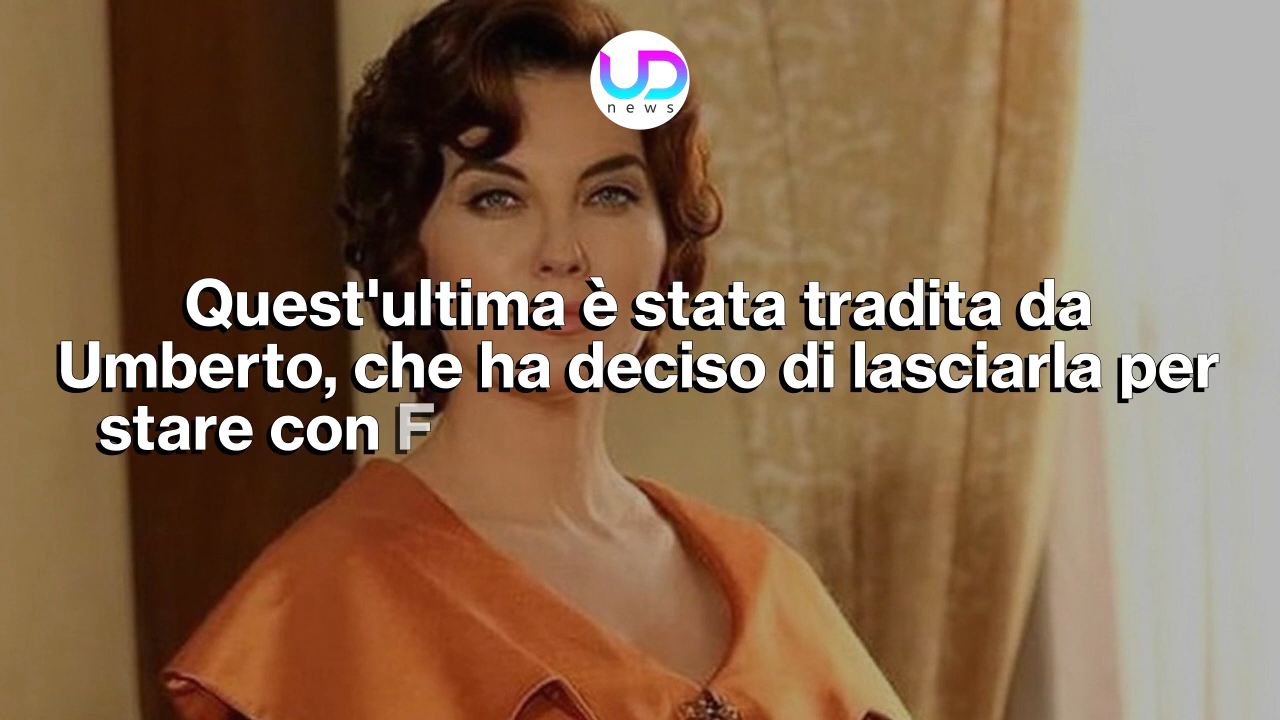 UD
news
Quest'ultima è stata tradita da
Umberto, che ha deciso di lasciarla per
stare con F